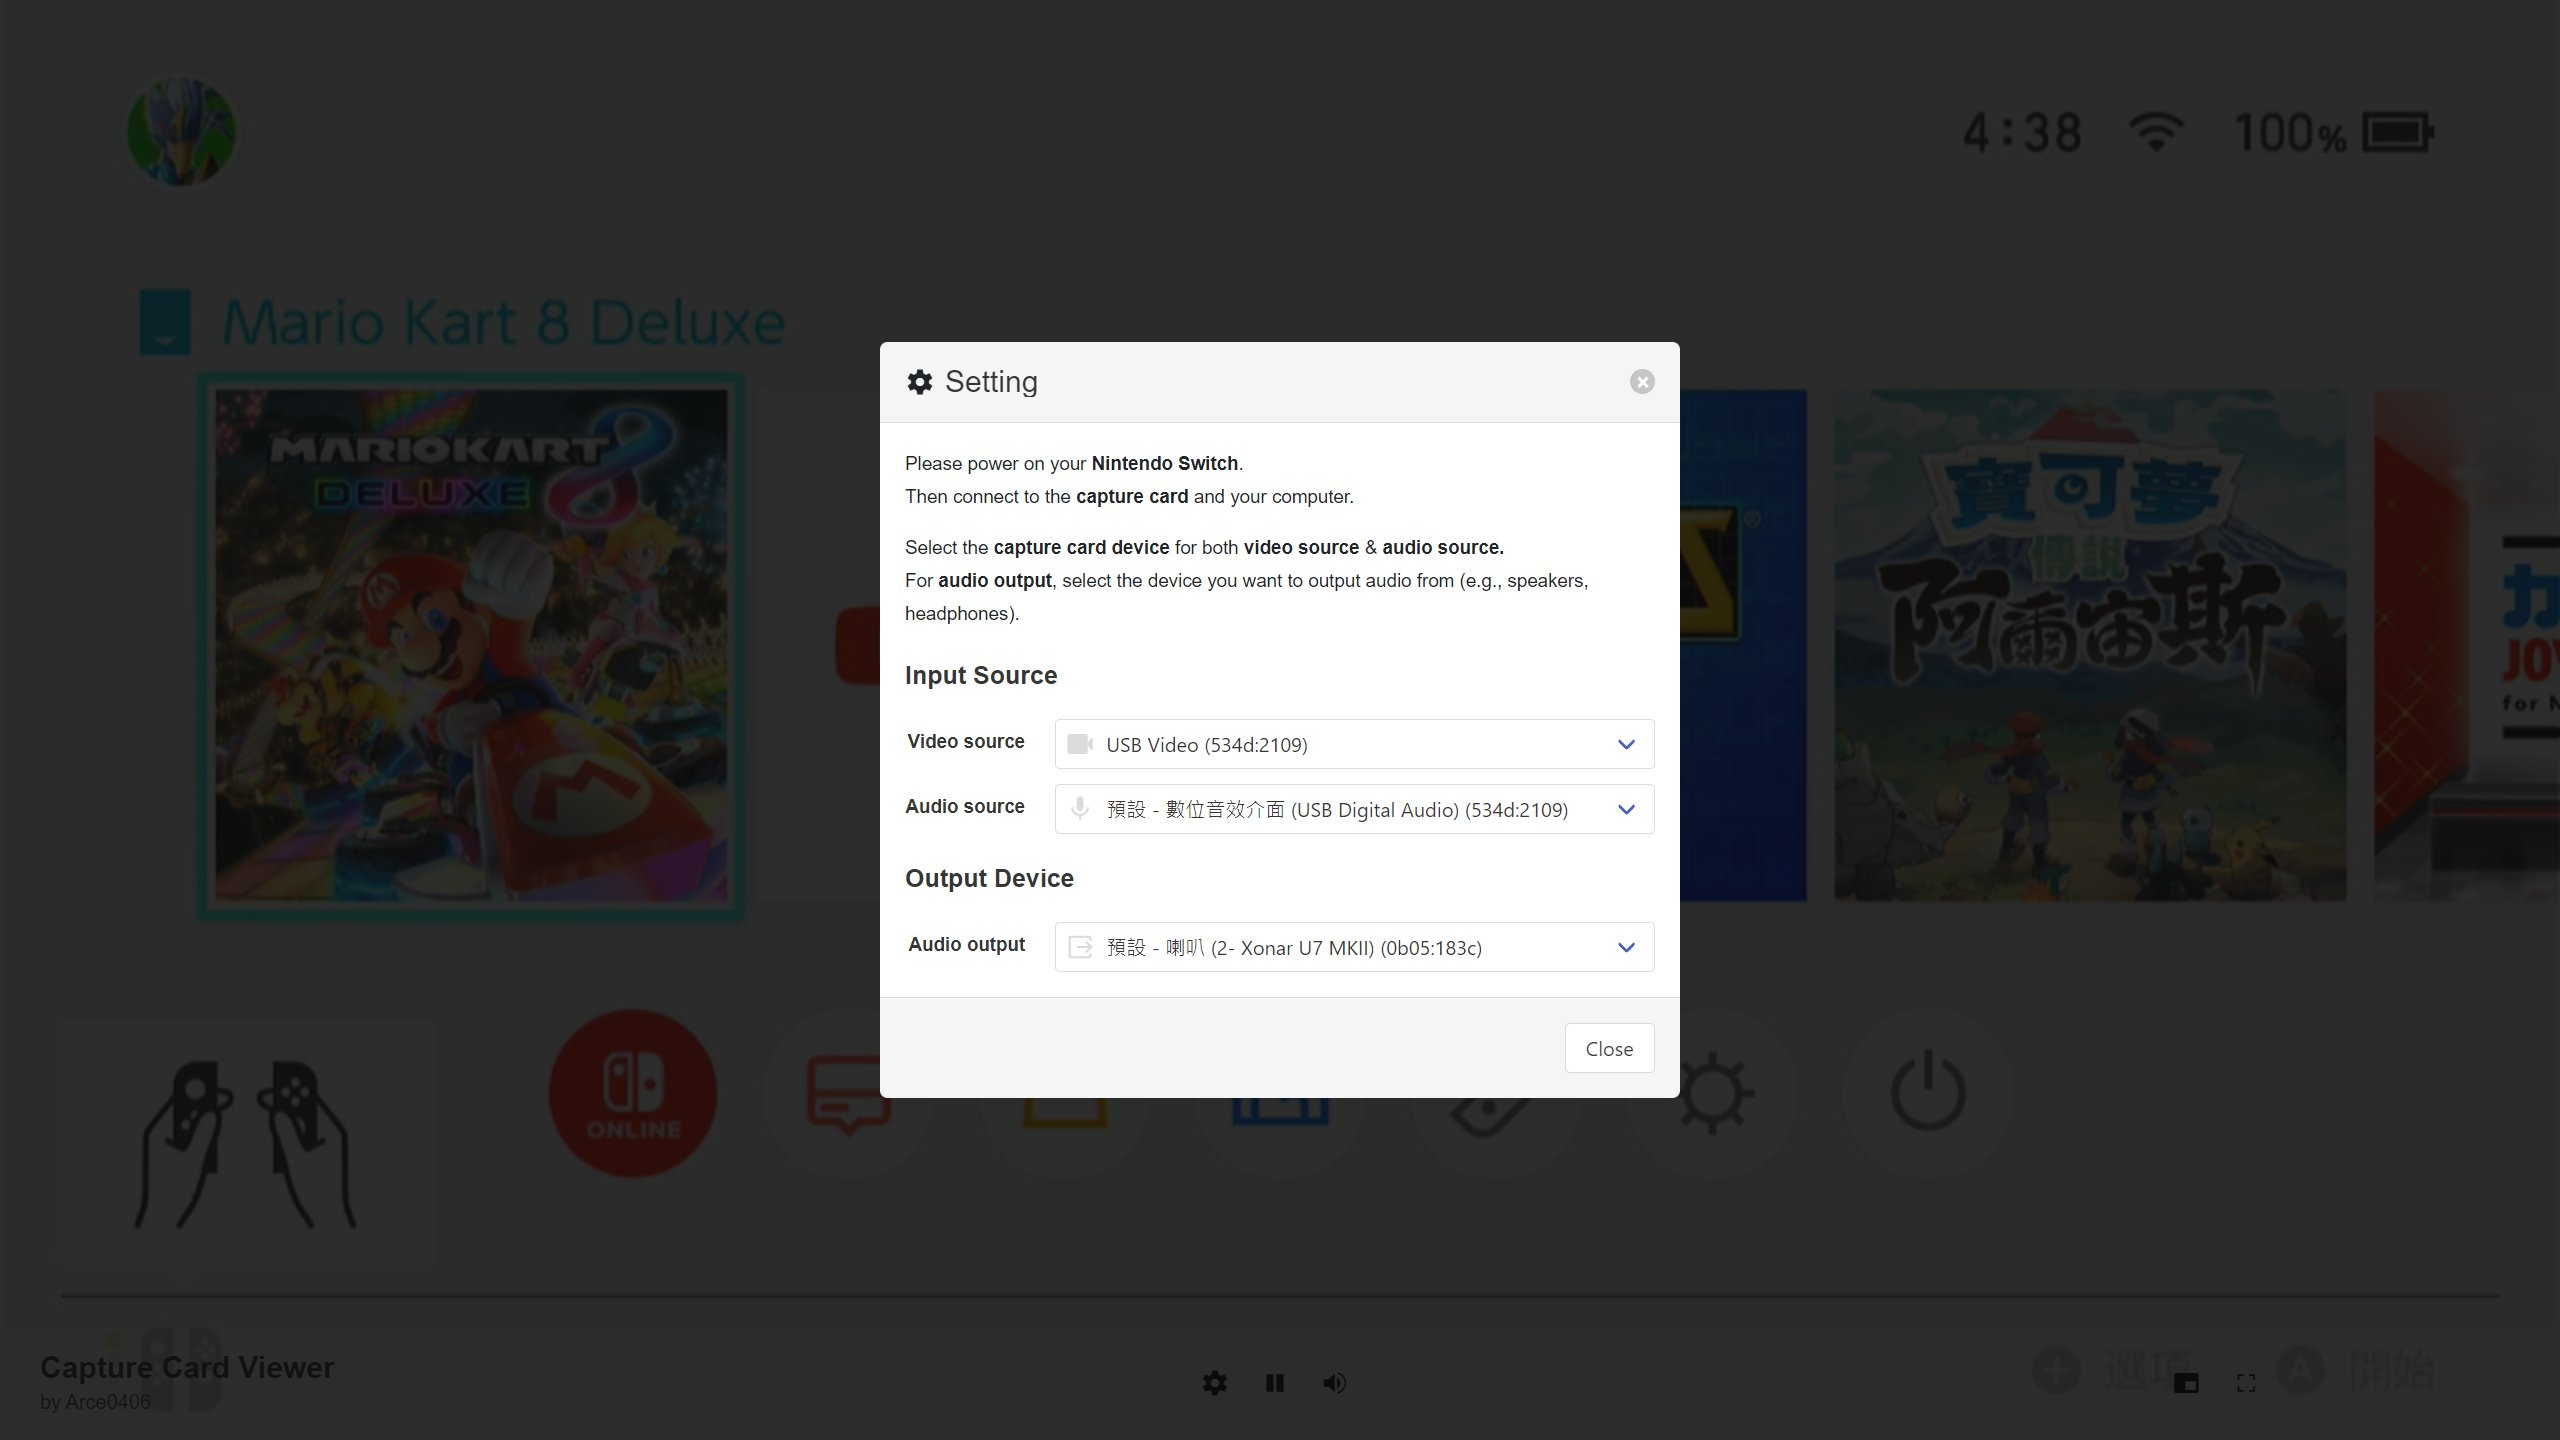 4:38 100%
Mario Kart 8 Deluxe
MARIOKART 8
DELUXE
寶可夢
傳說
阿爾宙斯
for N
Setting
Please power on your Nintendo Switch.
Then connect to the capture card and your computer.
Select the capture card device for both video source & audio source.
For audio output, select the device you want to output audio from (e.g., speakers,
headphones).
Input Source
Video source USB Video (534d:2109)
Audio source 預設 - 數位音效介面 (USB Digital Audio) (534d:2109)
Output Device
Audio output 預設 - 喇叭 (2- Xonar U7 MKII) (0b05:183c)
Close
ONLINE
Capture Card Viewer
by Arce0406
選項 A 開始